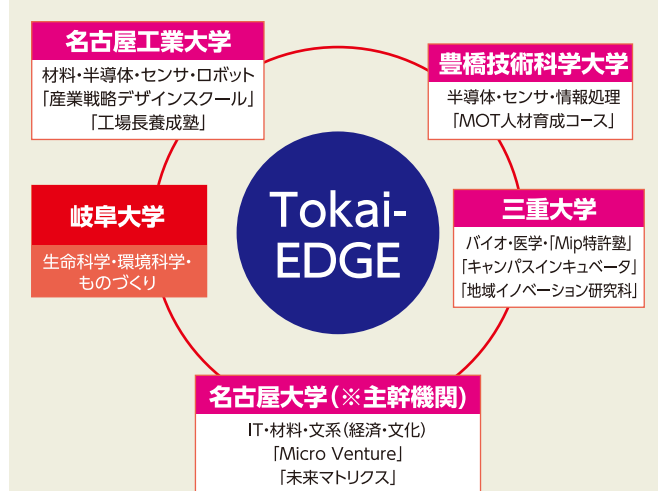 名古屋工業大学
材料・半導体・センサ・ロボット
「産業戦略デザインスクール」
「工場長養成塾」
豊橋技術科学大学
半導体・センサ・情報処理
「MOT人材育成コース」
岐阜大学
生命科学・環境科学・
ものづくり
Tokai-
EDGE
三重大学
バイオ・医学・「Mip特許塾」
「キャンパスインキュベータ」
「地域イノベーション研究科」
名古屋大学(※主幹機関)
IT・材料・文系(経済・文化)
「Micro Venture」
「未来マトリクス」